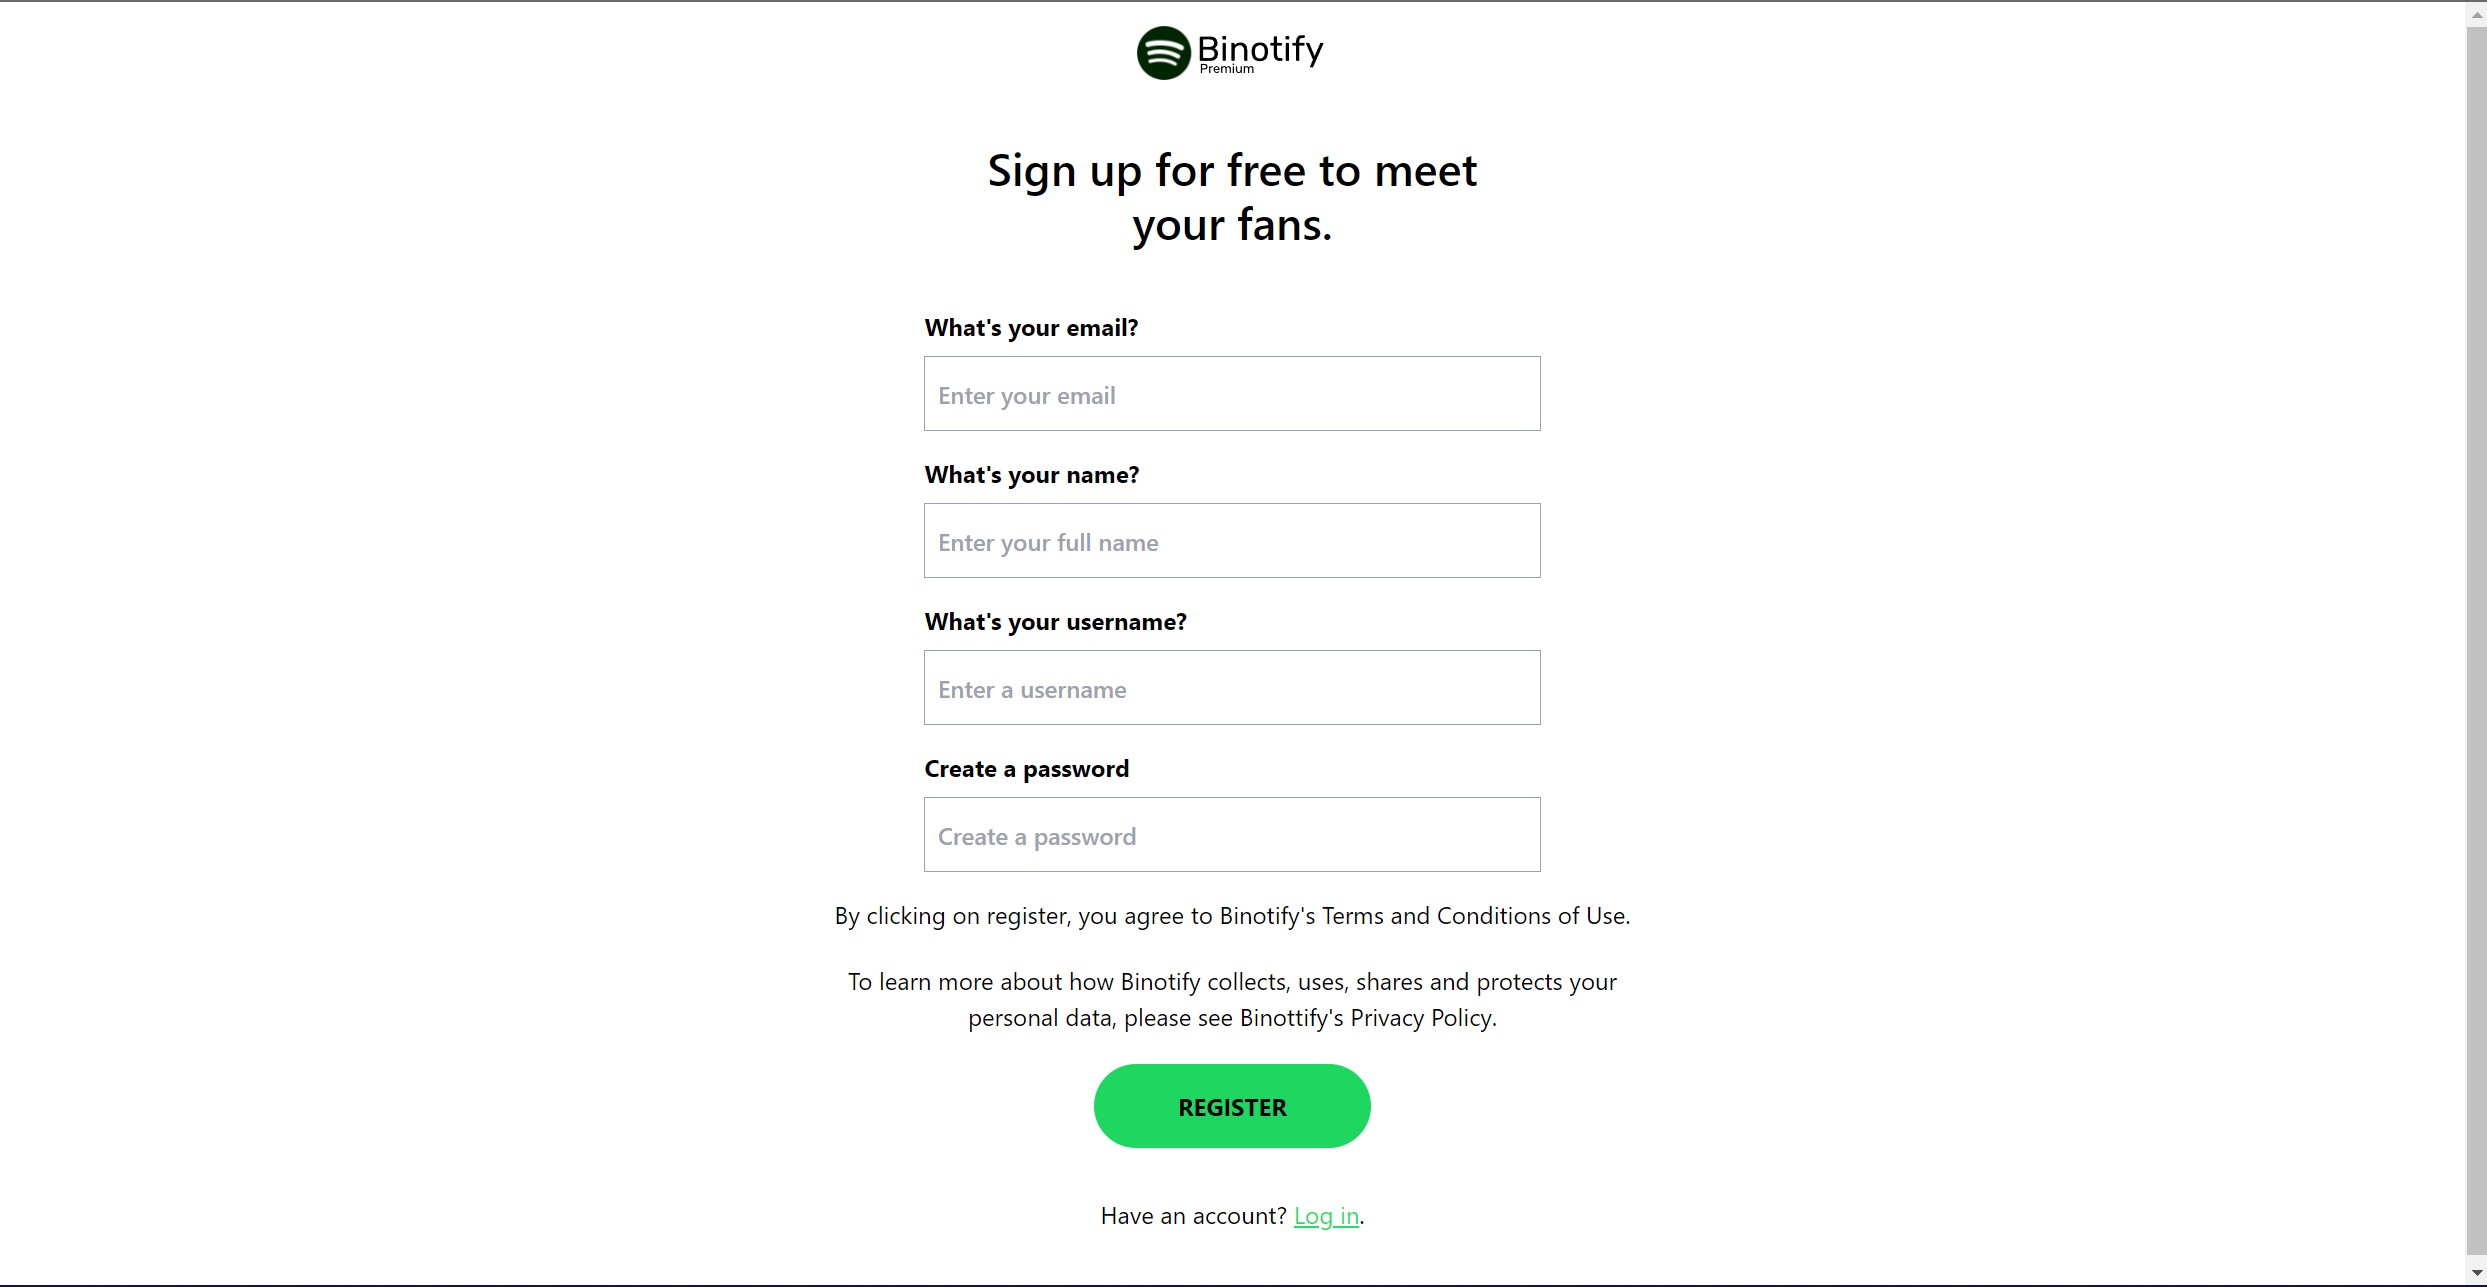 Binotify
Premium
Sign up for free to meet
your fans.
What's your email?
Enter your email
What's your name?
Enter your full name
What's your username?
Enter a username
Create a password
Create a password
By clicking on register, you agree to Binotify's Terms and Conditions of Use.
To learn more about how Binotify collects, uses, shares and protects your
personal data, please see Binottify's Privacy Policy.
REGISTER
Have an account? Log in.